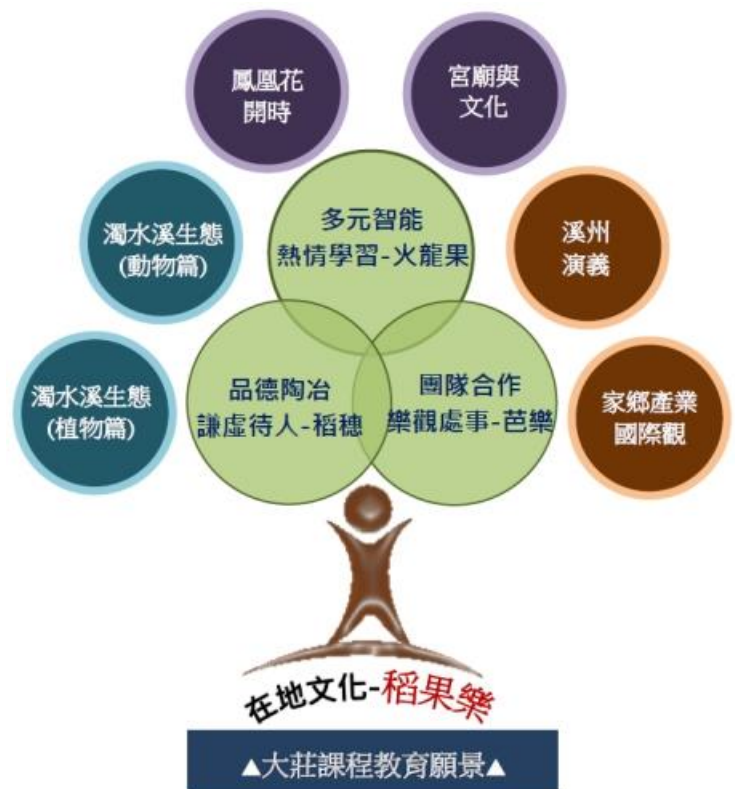 鳳凰花
開時
宮廟與
文化
濁水溪生態
(動物篇)
多元智能
熱情學習-火龍果
溪州
演義
濁水溪生態
(植物篇)
品德陶冶
謙虛待人-稻穗
團隊合作
樂觀處事-芭樂
家鄉產業
國際觀
在地文化-稻果樂
▲大莊課程教育願景▲